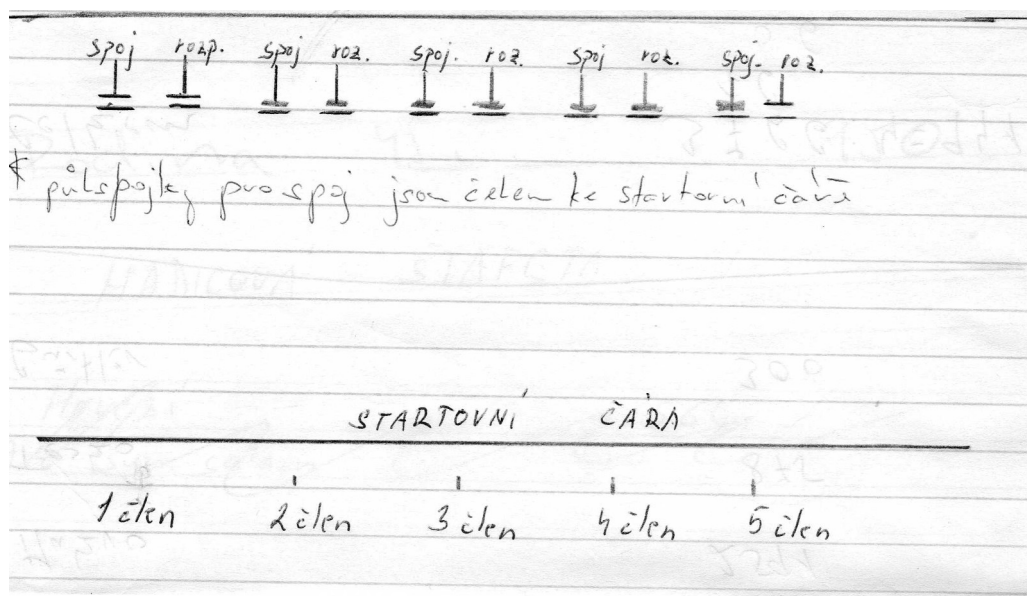 spoj rozp. spoj roz. spoj. roz. spoj roz. spoj. roz.
půlspojky pro spoj jsou čelem ke startovní čáře
STARTOVNÍ ČÁRA
1 člen 2 člen 3 člen 4 člen 5 člen